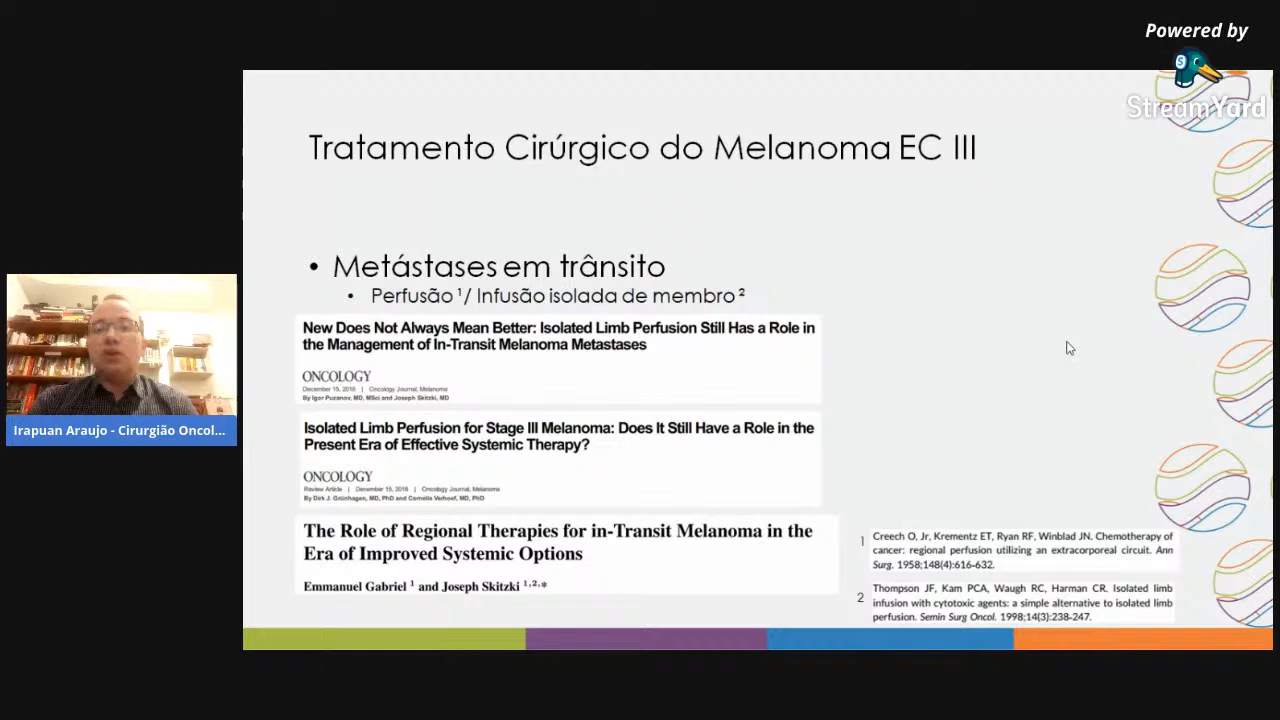 Powered by
StreamYard
Tratamento Cirúrgico do Melanoma EC III
• Metástases em trânsito
• Perfusão ¹/ Infusão isolada de membro ²
New Does Not Always Mean Better: Isolated Limb Perfusion Still Has a Role in
the Management of In-Transit Melanoma Metastases
ONCOLOGY
December 15, 2016 | Oncology Journal, Melanoma
By Igor Puzanov, MD, MSci and Joseph Skitzki, MD
Isolated Limb Perfusion for Stage III Melanoma: Does It Still Have a Role in the
Present Era of Effective Systemic Therapy?
ONCOLOGY
Review Article | December 15, 2016 | Oncology Journal, Melanoma
By Dirk J. Grünhagen, MD, PhD and Cornelis Verhoef, MD, PhD
The Role of Regional Therapies for in-Transit Melanoma in the
Era of Improved Systemic Options
Emmanuel Gabriel ¹ and Joseph Skitzki ¹,²,*
1 Creech O, Jr, Krementz ET, Ryan RF, Winblad JN. Chemotherapy of
cancer: regional perfusion utilizing an extracorporeal circuit. Ann
Surg. 1958;148(4):616-632.
2 Thompson JF, Kam PCA, Waugh RC, Harman CR. Isolated limb
infusion with cytotoxic agents: a simple alternative to isolated limb
perfusion. Semin Surg Oncol. 1998;14(3):238-247.
Irapuan Araujo - Cirurgião Oncol...